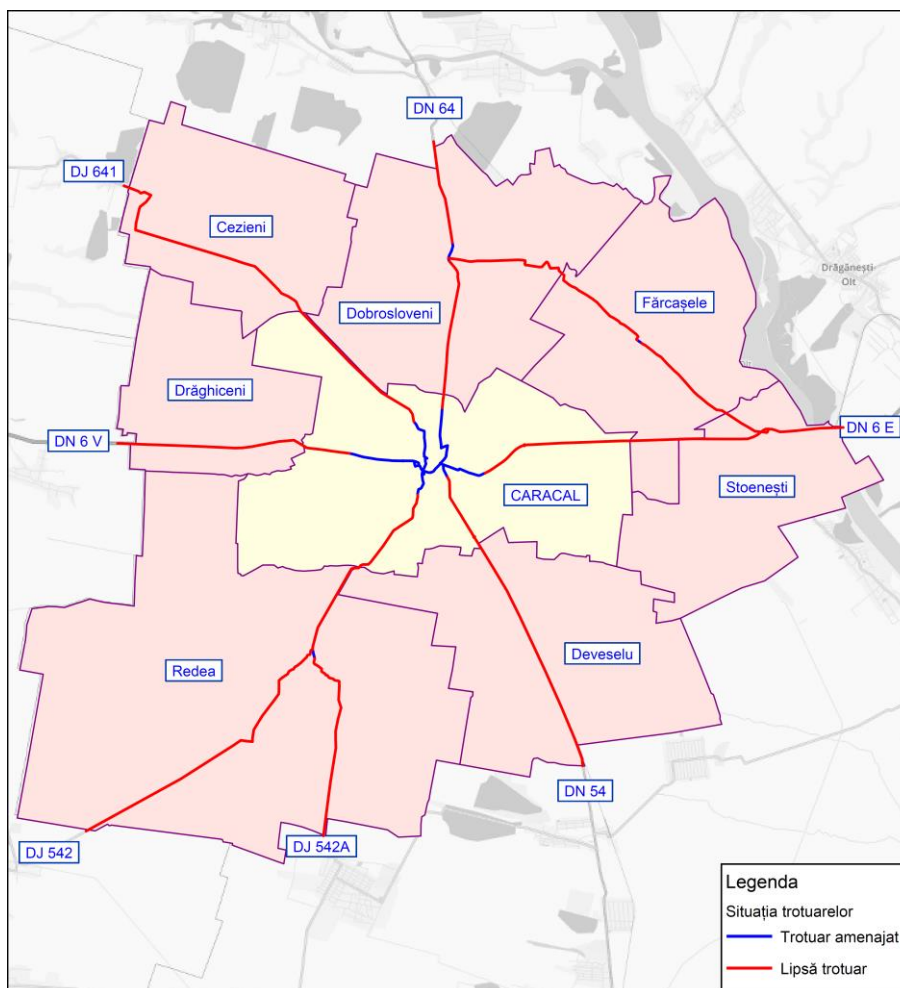 DN 64
DJ 641
Cezieni
Drăgănești
Olt
Fărcașele
Dobrosloveni
Drăghiceni
DN 6 V
DN 6 E
Stoenești
CARACAL
Redea
Deveselu
DN 54
DJ 542
DJ 542A
Legenda
Situația trotuarelor
Trotuar amenajat
Lipsă trotuar